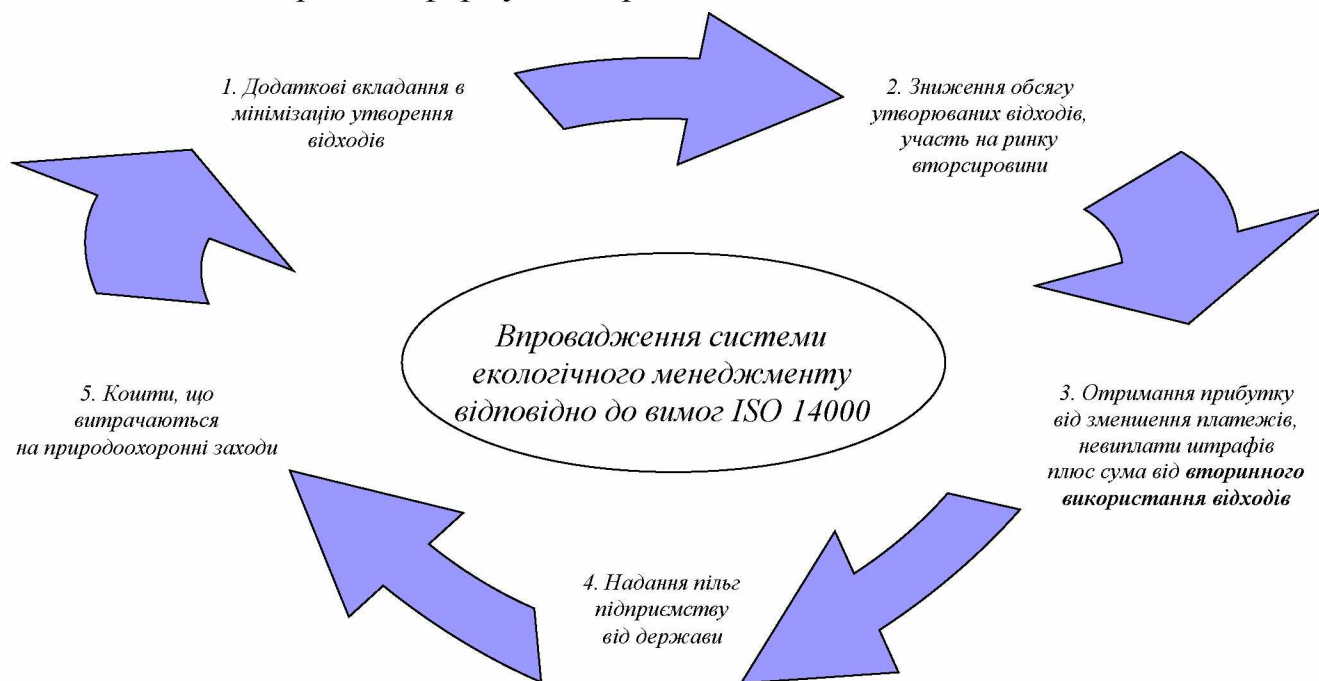 1. Додаткові вкладання в
мінімізацію утворення
відходів
2. Зниження обсягу
утворюваних відходів,
участь на ринку
вторсировини
Впровадження системи
екологічного менеджменту
відповідно до вимог ISO 14000
3. Отримання прибутку
від зменшення платежів,
невиплати штрафів
плюс сума від вторинного
використання відходів
4. Надання пільг
підприємству
від держави
5. Кошти, що
витрачаються
на природоохоронні заходи